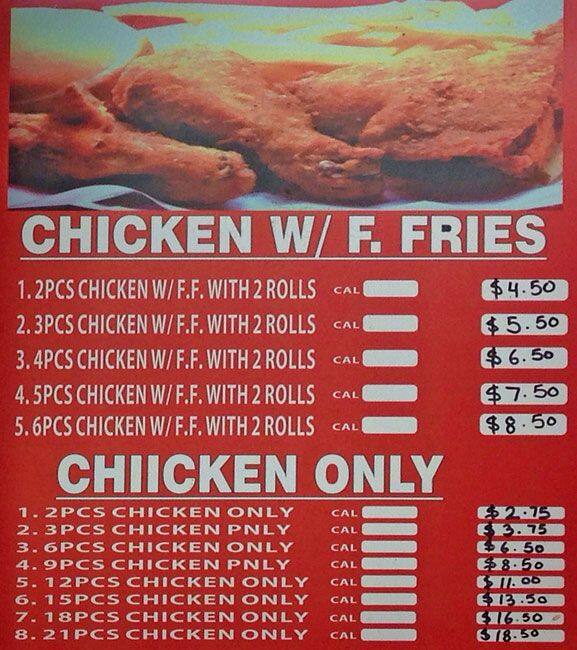 CHICKEN W/ F. FRIES
1. 2PCS CHICKEN W/ F.F. WITH 2 ROLLS CAL $4.50
2. 3PCS CHICKEN W/ F.F. WITH 2 ROLLS CAL $5.50
3. 4PCS CHICKEN W/ F.F. WITH 2 ROLLS CAL $6.50
4. 5PCS CHICKEN W/ F.F. WITH 2 ROLLS CAL $7.50
5. 6PCS CHICKEN W/ F.F. WITH 2 ROLLS CAL $8.50
CHIICKEN ONLY
1. 2PCS CHICKEN ONLY CAL $2.75
2. 3PCS CHICKEN PNLY CAL $3.75
3. 6PCS CHICKEN ONLY CAL $6.50
4. 9PCS CHICKEN PNLY CAL $8.50
5. 12PCS CHICKEN ONLY CAL $11.00
6. 15PCS CHICKEN ONLY CAL $13.50
7. 18PCS CHICKEN ONLY CAL $16.50
8. 21PCS CHICKEN ONLY CAL $18.50